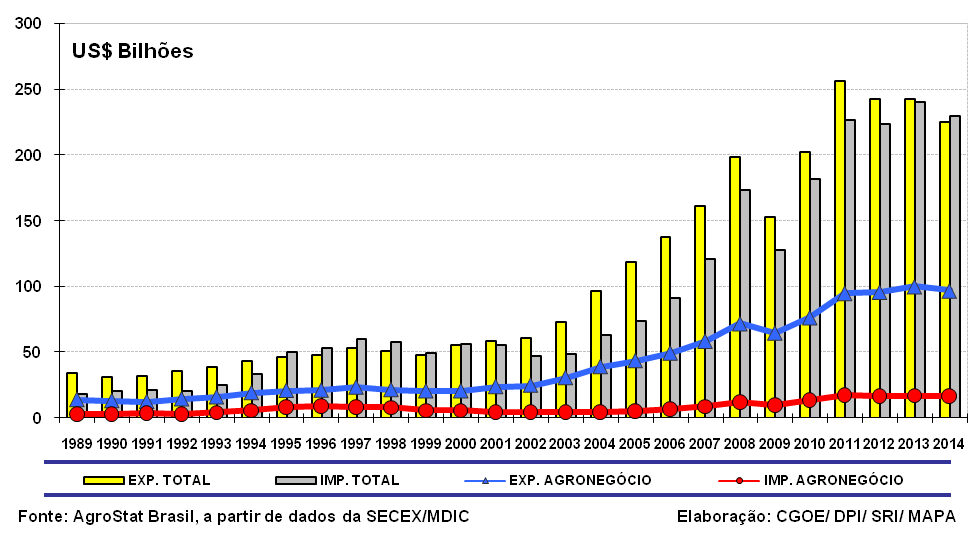 300
US$ Bilhões
250
200
150
100
50
0
1989 1990 1991 1992 1993 1994 1995 1996 1997 1998 1999 2000 2001 2002 2003 2004 2005 2006 2007 2008 2009 2010 2011 2012 2013 2014
EXP. TOTAL IMP. TOTAL EXP. AGRONEGÓCIO IMP. AGRONEGÓCIO
Fonte: AgroStat Brasil, a partir de dados da SECEX/MDIC Elaboração: CGOE/ DPI/ SRI/ MAPA